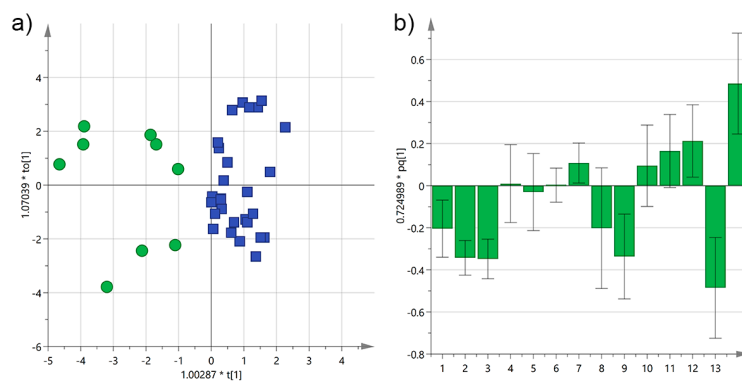 a)
4
2
0
-2
-4
-6
-5 -4 -3 -2 -1 0 1 2 3 4
1.07039 * to[1]
1.00287 * t[1]
b)
0.6
0.4
0.2
0
-0.2
-0.4
-0.6
-0.8
1 2 3 4 5 6 7 8 9 10 11 12 13
0.724989 * pq[1]